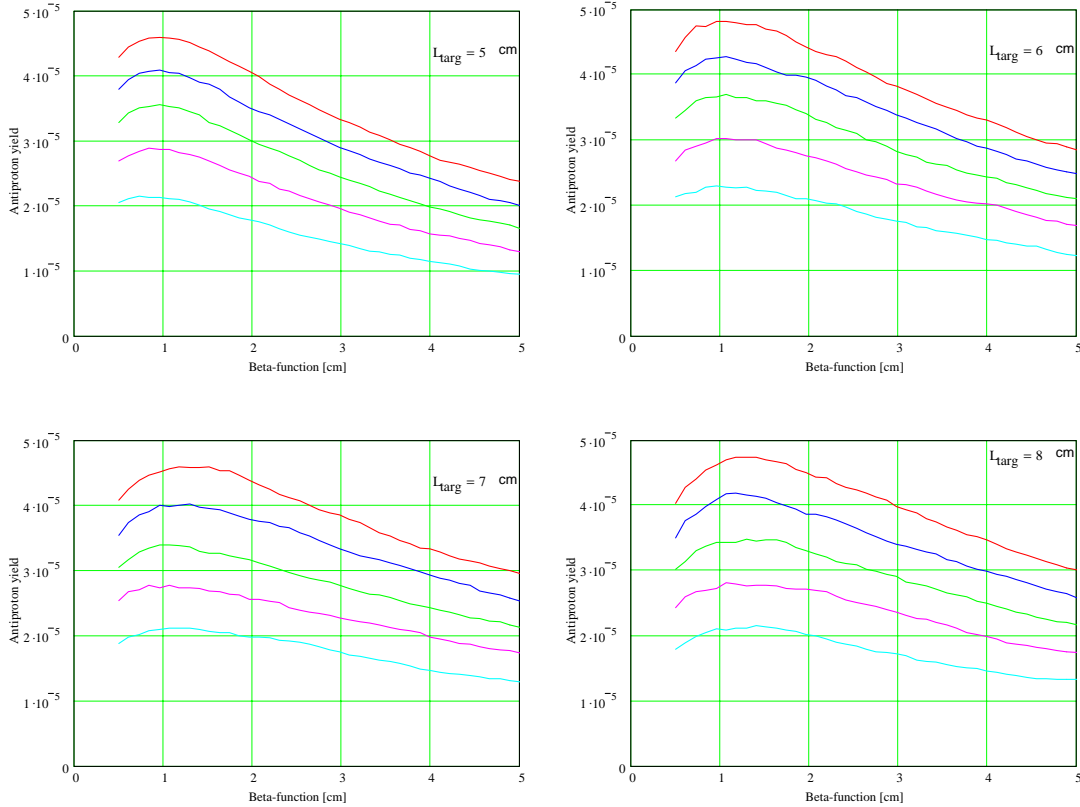 5·10⁻⁵
4·10⁻⁵
3·10⁻⁵
2·10⁻⁵
1·10⁻⁵
0
Antiproton yield
L_targ = 5 cm
0 1 2 3 4 5
Beta-function [cm]
5·10⁻⁵
4·10⁻⁵
3·10⁻⁵
2·10⁻⁵
1·10⁻⁵
0
Antiproton yield
L_targ = 6 cm
0 1 2 3 4 5
Beta-function [cm]
5·10⁻⁵
4·10⁻⁵
3·10⁻⁵
2·10⁻⁵
1·10⁻⁵
0
Antiproton yield
L_targ = 7 cm
0 1 2 3 4 5
Beta-function [cm]
5·10⁻⁵
4·10⁻⁵
3·10⁻⁵
2·10⁻⁵
1·10⁻⁵
0
Antiproton yield
L_targ = 8 cm
0 1 2 3 4 5
Beta-function [cm]